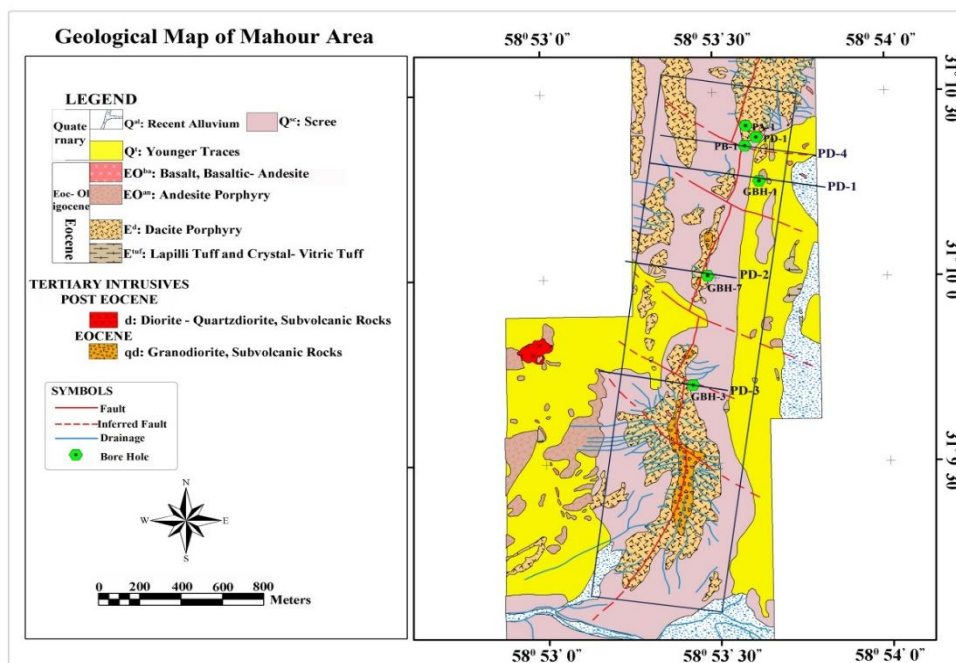 Geological Map of Mahour Area
LEGEND
Quate rnary
Qal: Recent Alluvium
Qsc: Scree
Qt: Younger Traces
Eoc- Ol igocene
EOba: Basalt, Basaltic- Andesite
EOan: Andesite Porphyry
Eocene
Ed: Dacite Porphyry
Etuf: Lapilli Tuff and Crystal- Vitric Tuff
TERTIARY INTRUSIVES
POST EOCENE
d: Diorite - Quartzdiorite, Subvolcanic Rocks
EOCENE
qd: Granodiorite, Subvolcanic Rocks
SYMBOLS
Fault
Inferred Fault
Drainage
Bore Hole
N
W E
S
0 200 400 600 800
Meters
58° 53' 0" 58° 53' 30" 58° 54' 0"
31° 10' 30"
PD-1
PB-1
PD-4
PD-1
GBH-1
PD-2
GBH-7
31° 10' 0"
PD-3
GBH-3
31° 9' 30"
58° 53' 0" 58° 53' 30" 58° 54' 0"